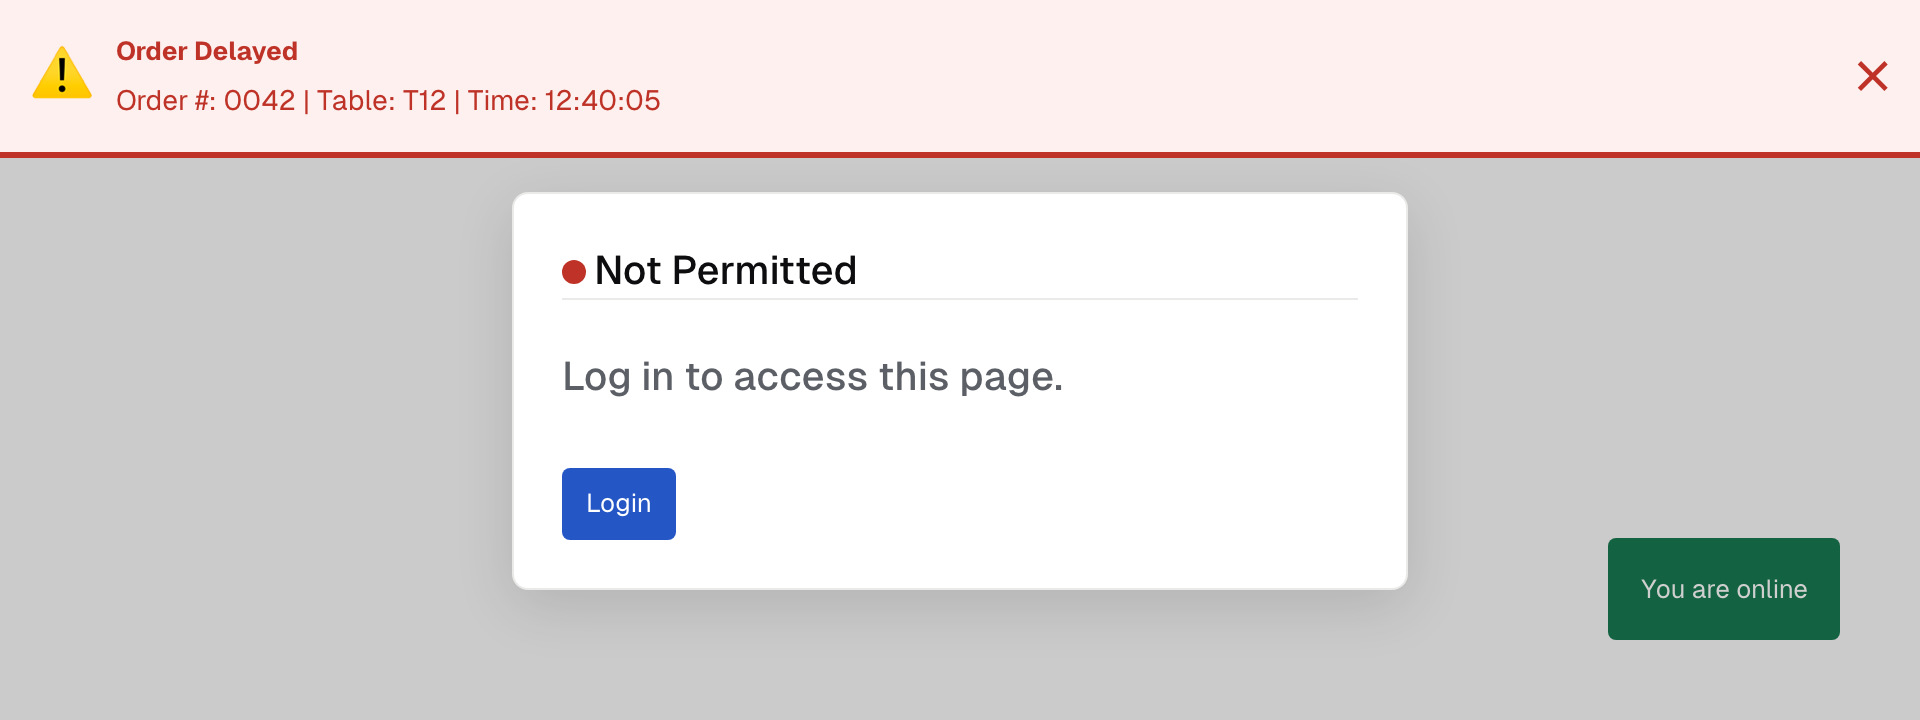 Order Delayed
Order #: 0042 | Table: T12 | Time: 12:40:05
Not Permitted
Log in to access this page.
Login
You are online